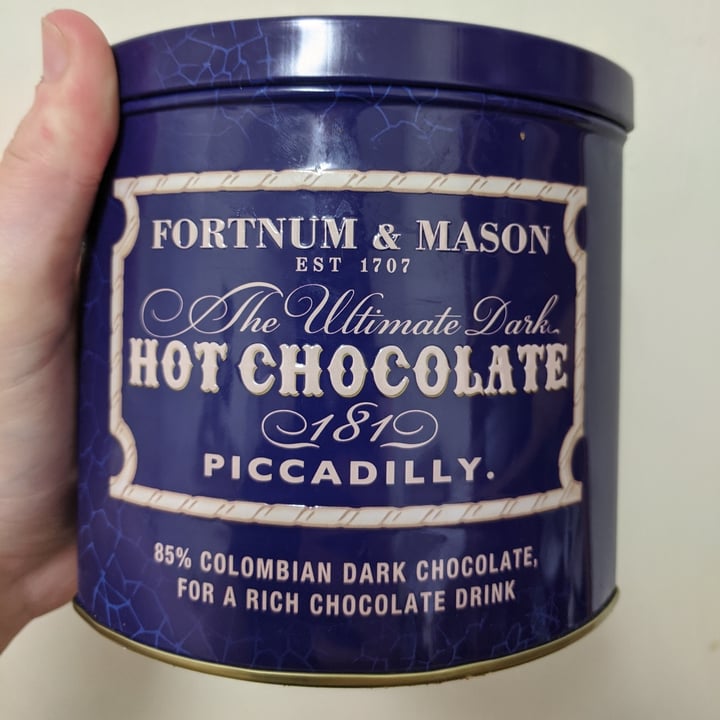 FORTNUM & MASON
EST 1707
The Ultimate Dark
HOT CHOCOLATE
181
PICCADILLY.
85% COLOMBIAN DARK CHOCOLATE,
FOR A RICH CHOCOLATE DRINK